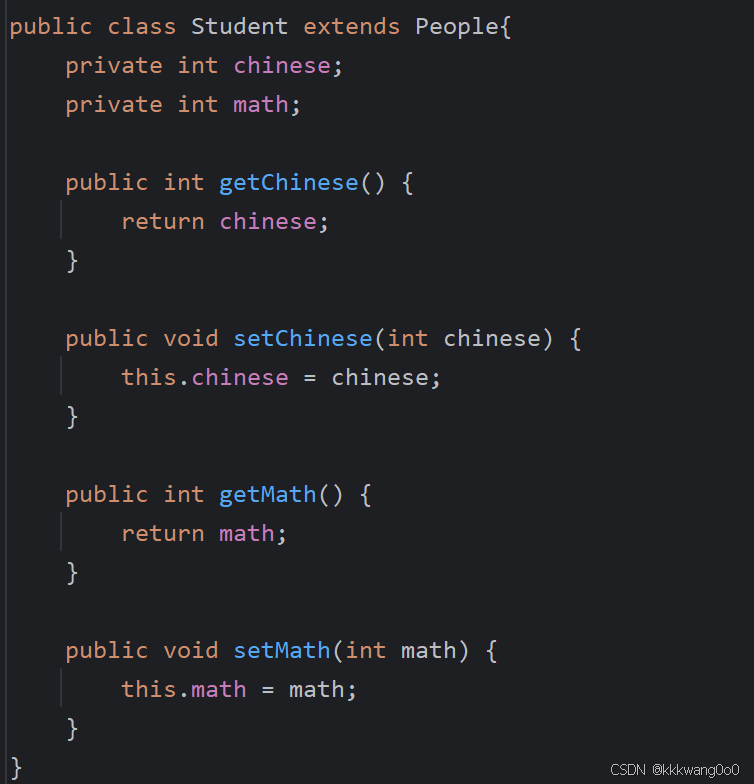 public class Student extends People{
    private int chinese;
    private int math;

    public int getChinese() {
        return chinese;
    }

    public void setChinese(int chinese) {
        this.chinese = chinese;
    }

    public int getMath() {
        return math;
    }

    public void setMath(int math) {
        this.math = math;
    }
}
CSDN @kkkwang0o0